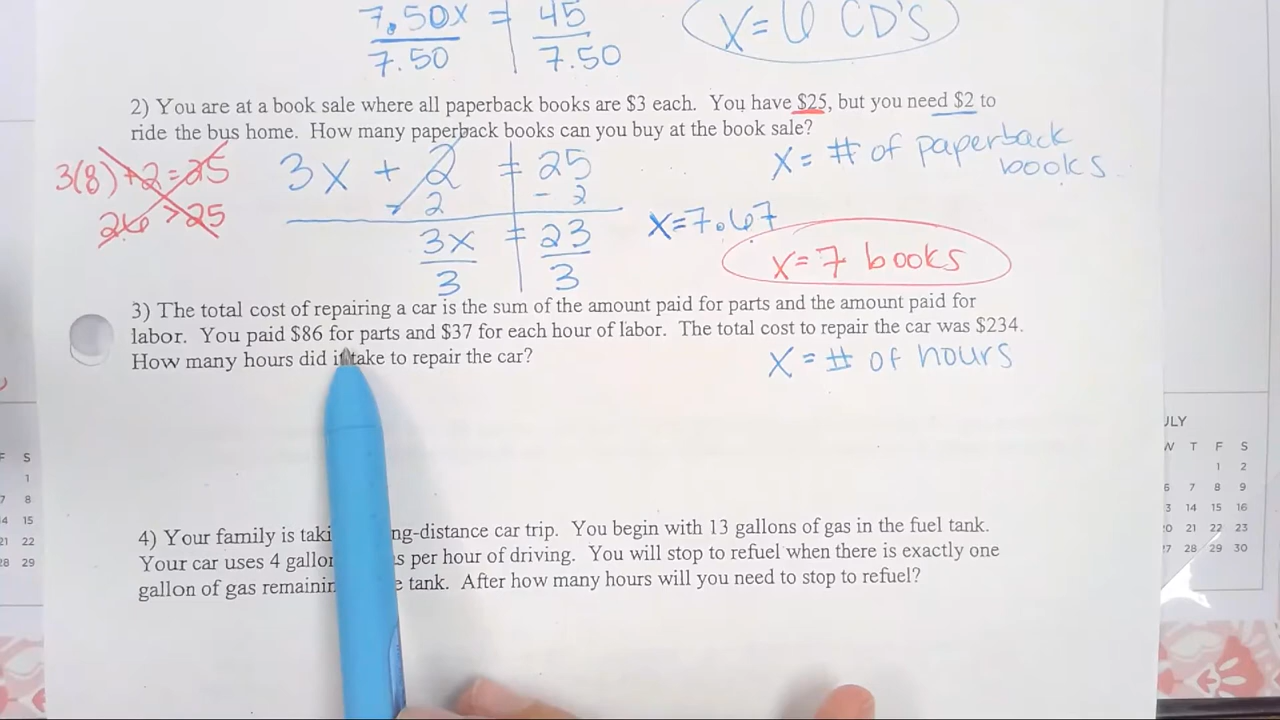 7.50x = 45
7.50 7.50
x=6 CD's
2) You are at a book sale where all paperback books are $3 each. You have $25, but you need $2 to
ride the bus home. How many paperback books can you buy at the book sale?
x = # of paperback
books
3(8)+2=25
26>25
3x + 2 = 25
- 2 - 2
3x = 23
3 3
x=7.67
x=7 books
3) The total cost of repairing a car is the sum of the amount paid for parts and the amount paid for
labor. You paid $86 for parts and $37 for each hour of labor. The total cost to repair the car was $234.
How many hours did it take to repair the car?
x = # of hours
4) Your family is taki ng-distance car trip. You begin with 13 gallons of gas in the fuel tank.
Your car uses 4 gallon s per hour of driving. You will stop to refuel when there is exactly one
gallon of gas remainin e tank. After how many hours will you need to stop to refuel?
F S
1
7 8
4 15
21 22
28 29
JULY
W T F S
1 2
6 7 8 9
3 14 15 16
20 21 22 23
27 28 29 30